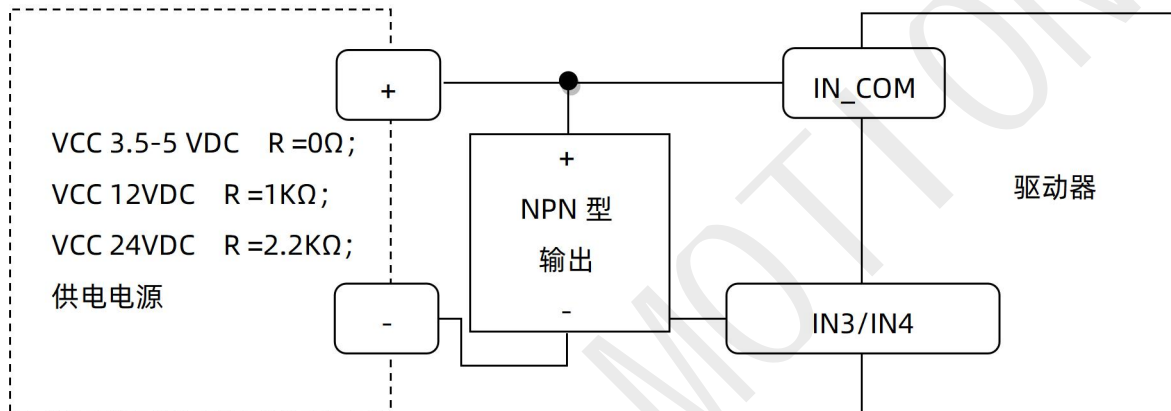 +
IN_COM
VCC 3.5-5 VDC R =0Ω;
VCC 12VDC R =1KΩ;
VCC 24VDC R =2.2KΩ;
供电电源
-
+
NPN 型
输出
-
驱动器
IN3/IN4
MOTION